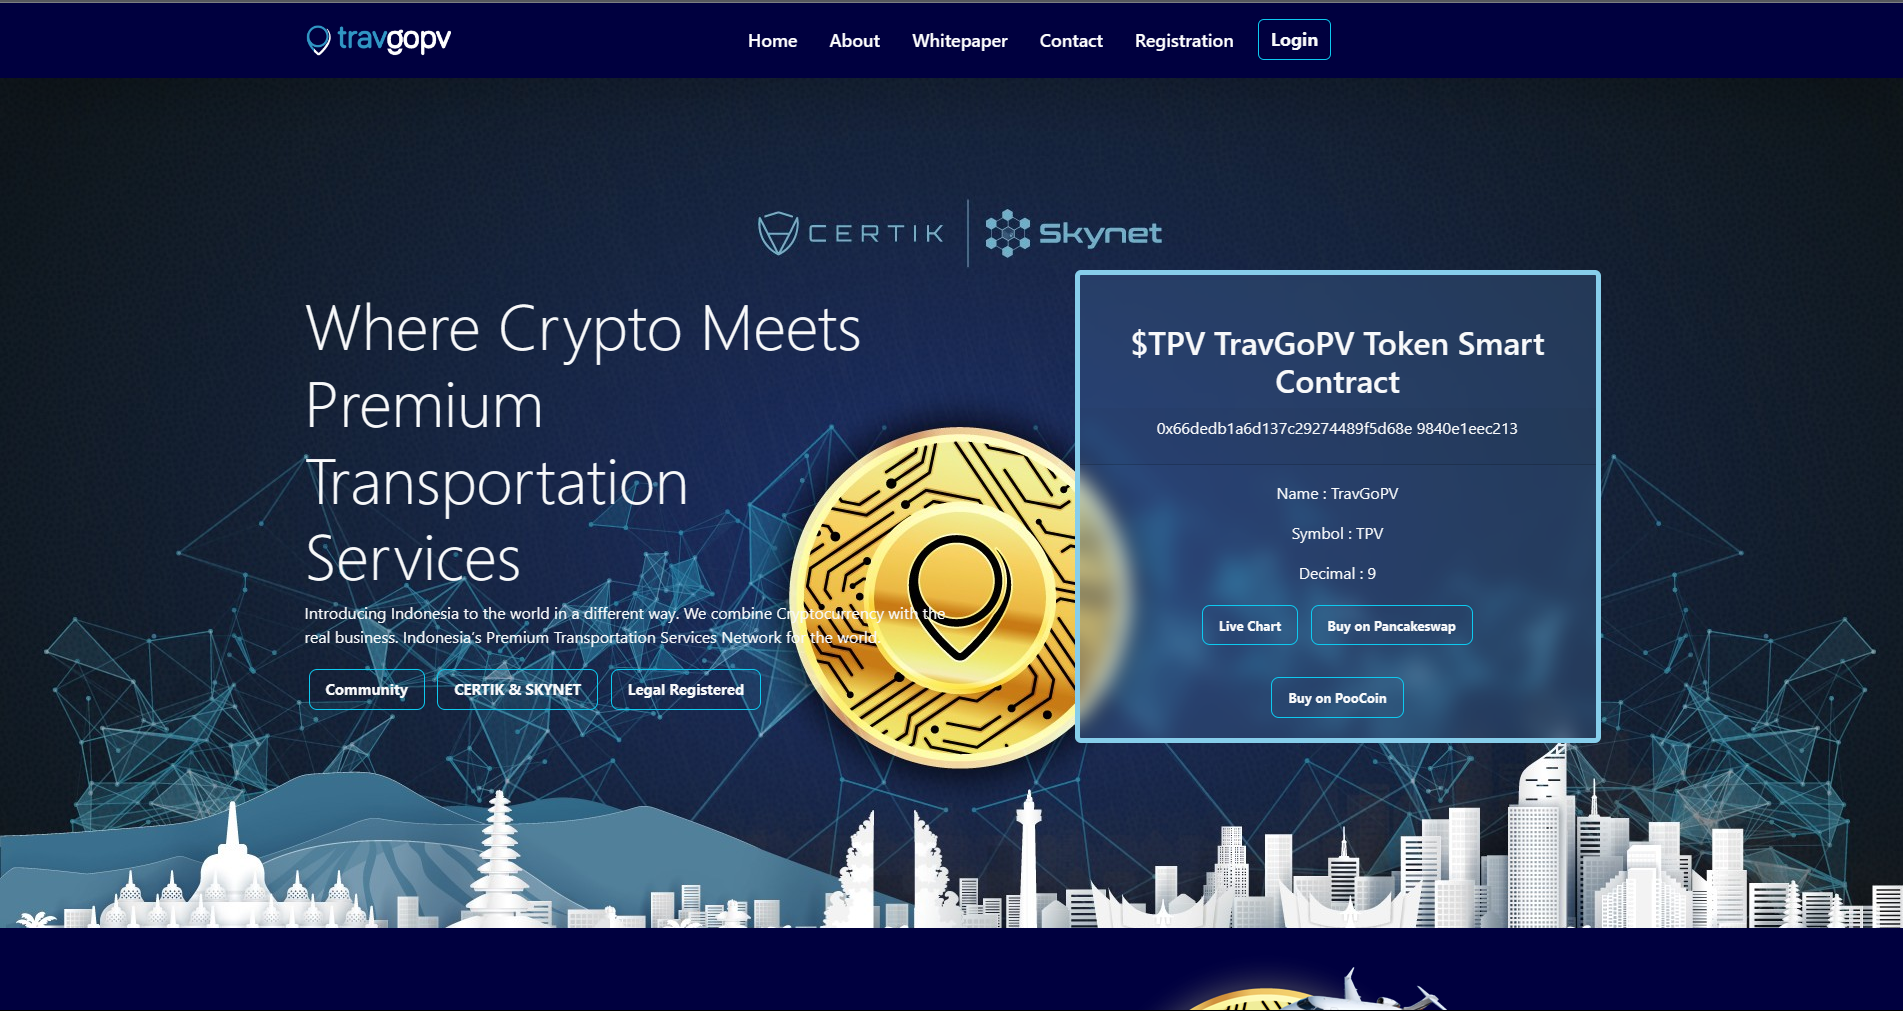 travgopv
Home
About
Whitepaper
Contact
Registration
Login
CERTIK
Skynet
Where Crypto Meets
Premium
Transportation
Services
Introducing Indonesia to the world in a different way. We combine Cryptocurrency with the
real business. Indonesia's Premium Transportation Services Network for the world.
Community
CERTIK & SKYNET
Legal Registered
$TPV TravGoPV Token Smart
Contract
0x66dedb1a6d137c29274489f5d68e 9840e1eec213
Name : TravGoPV
Symbol : TPV
Decimal : 9
Live Chart
Buy on Pancakeswap
Buy on PooCoin